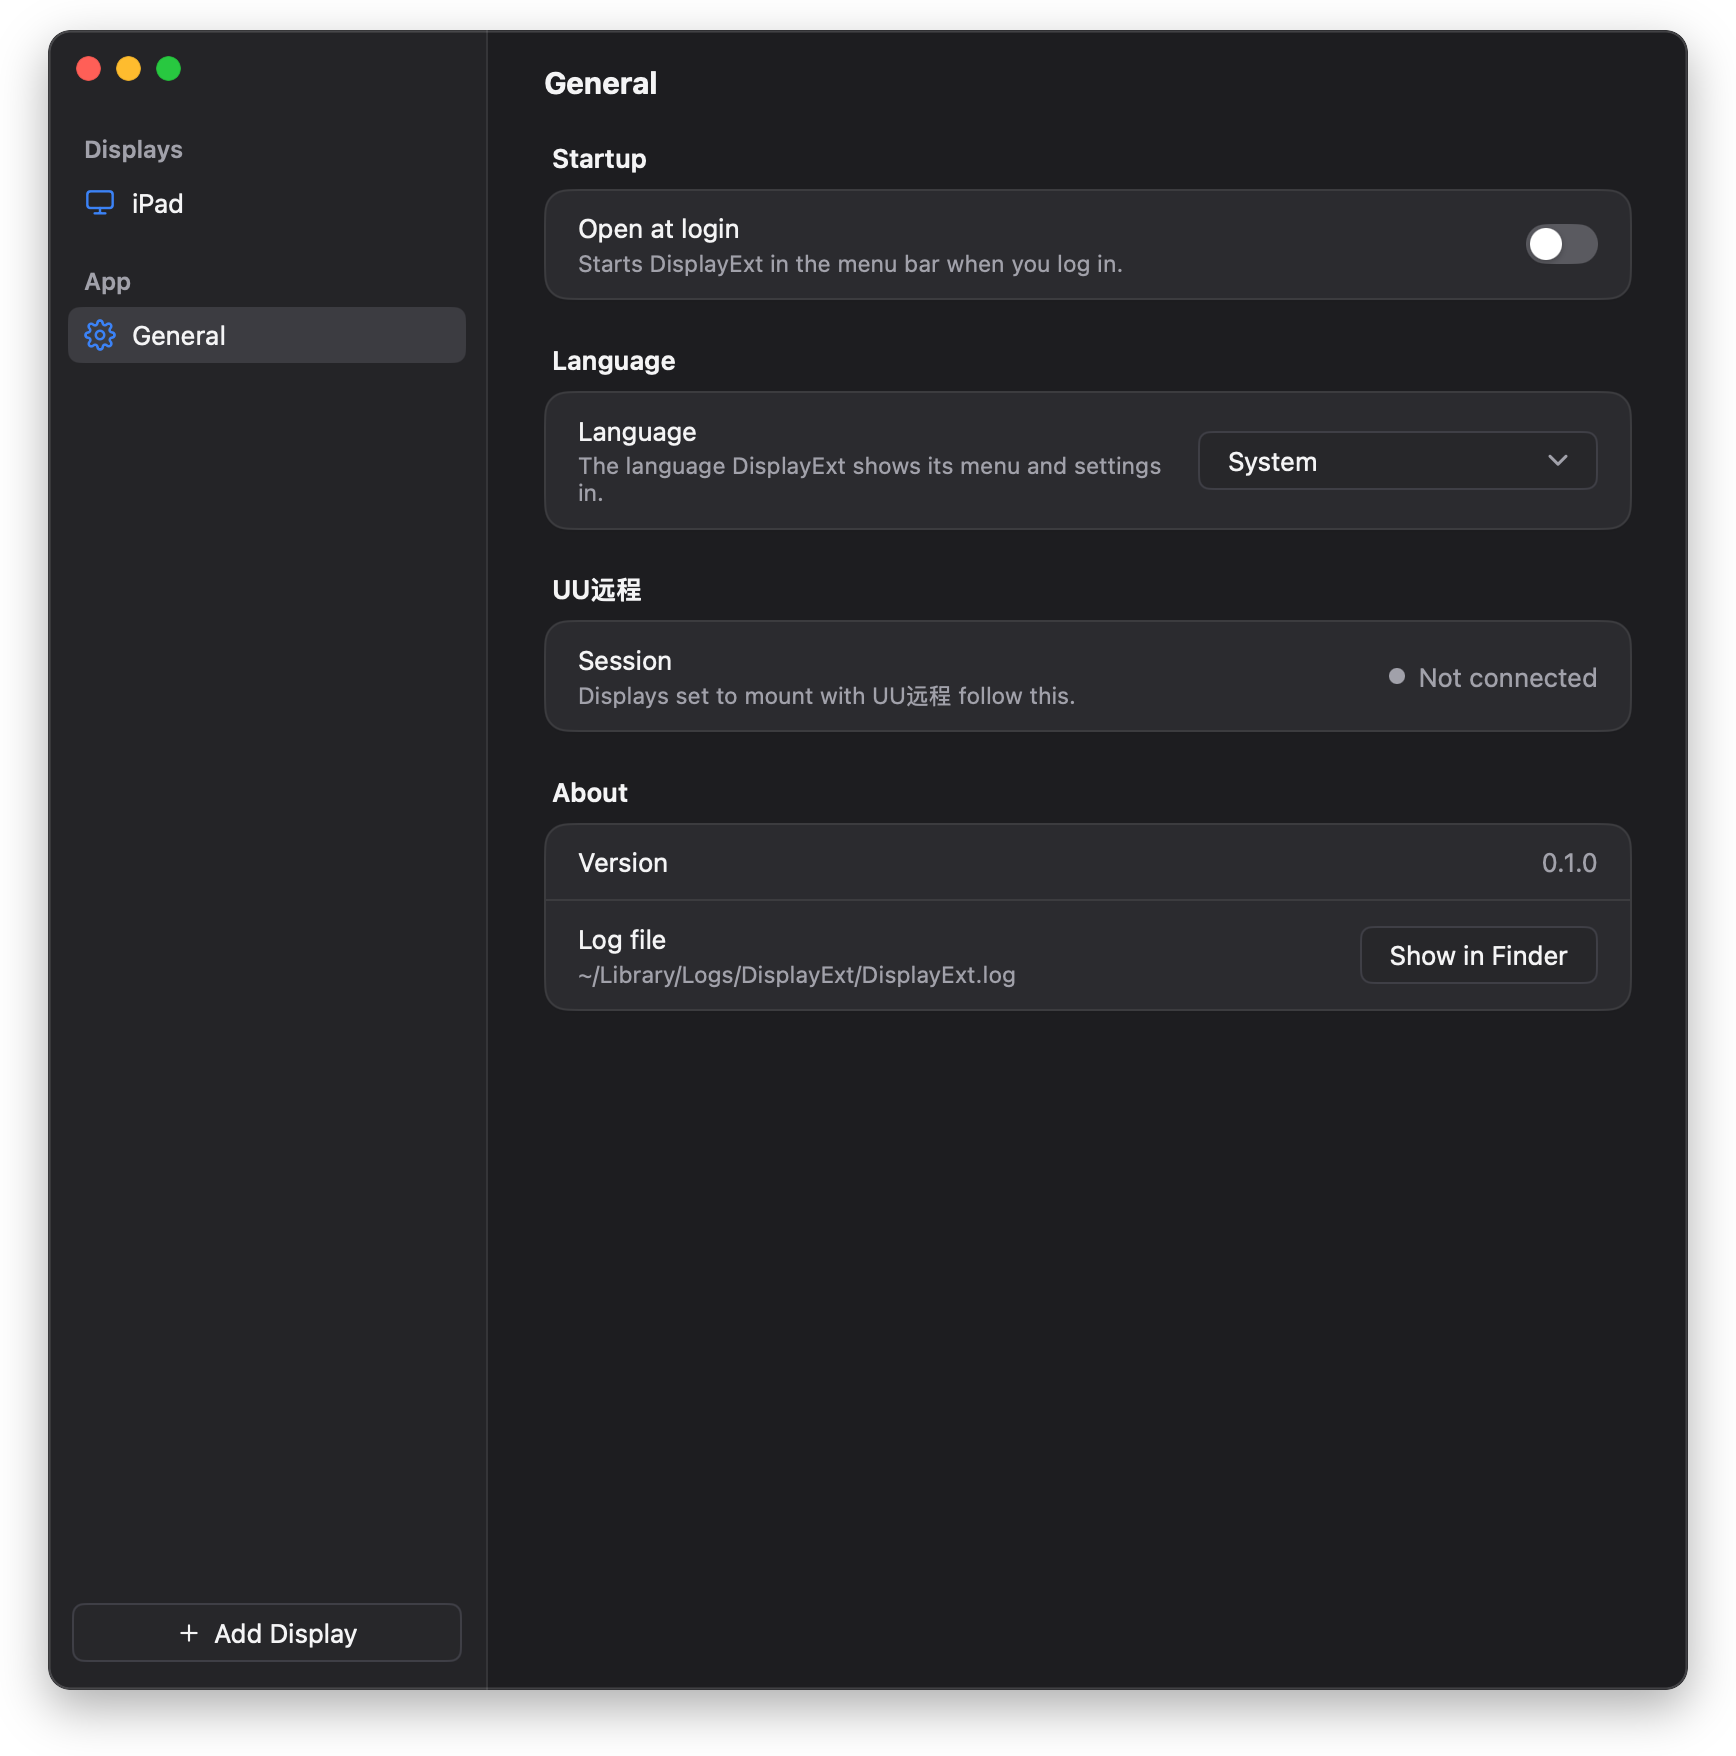 Displays
iPad
App
General
Add Display
General
Startup
Open at login
Starts DisplayExt in the menu bar when you log in.
Language
Language
The language DisplayExt shows its menu and settings
in.
System
UU远程
Session
Displays set to mount with UU远程 follow this.
Not connected
About
Version
0.1.0
Log file
~/Library/Logs/DisplayExt/DisplayExt.log
Show in Finder